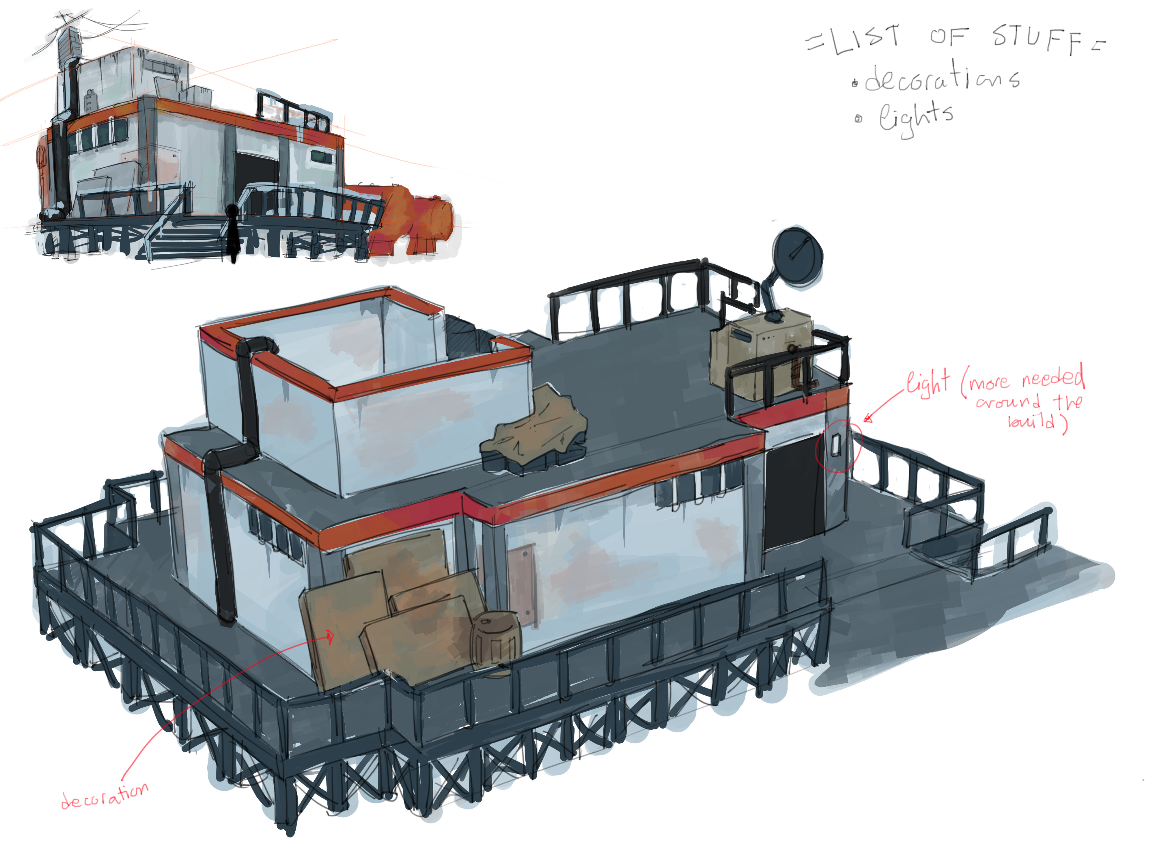 =LIST OF STUFF=
• decorations
• lights
light (more needed
around the
build)
decoration